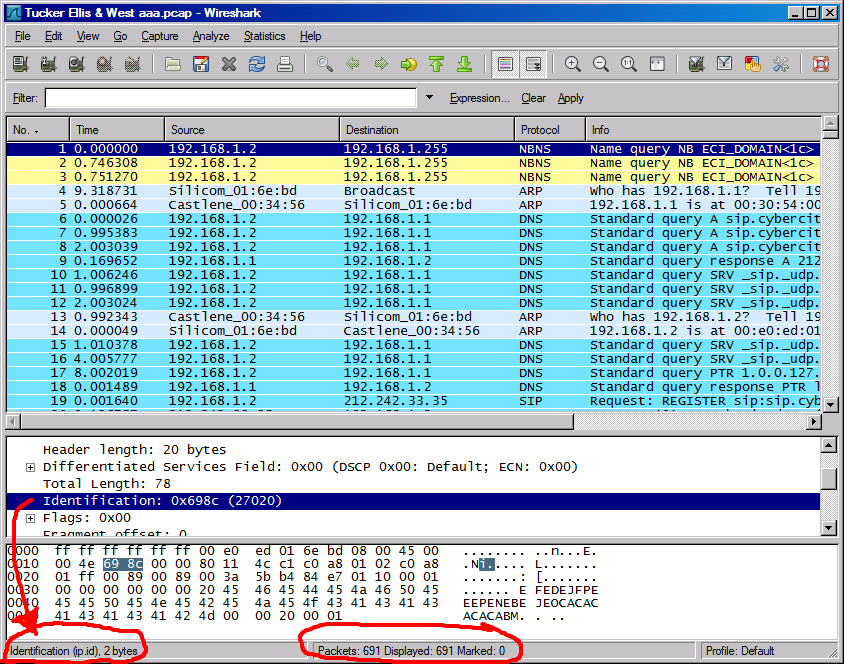 Tucker Ellis & West aaa.pcap - Wireshark
File Edit View Go Capture Analyze Statistics Help
Filter: Expression... Clear Apply
No. . Time Source Destination Protocol Info
1 0.000000 192.168.1.2 192.168.1.255 NBNS Name query NB ECI_DOMAIN<1c>
2 0.746308 192.168.1.2 192.168.1.255 NBNS Name query NB ECI_DOMAIN<1c>
3 0.751270 192.168.1.2 192.168.1.255 NBNS Name query NB ECI_DOMAIN<1c>
4 9.318731 Silicom_01:6e:bd Broadcast ARP Who has 192.168.1.1? Tell 19
5 0.000664 Castlene_00:34:56 Silicom_01:6e:bd ARP 192.168.1.1 is at 00:30:54:00
6 0.000026 192.168.1.2 192.168.1.1 DNS Standard query A sip.cybercit
7 0.995383 192.168.1.2 192.168.1.1 DNS Standard query A sip.cybercit
8 2.003039 192.168.1.2 192.168.1.1 DNS Standard query A sip.cybercit
9 0.169652 192.168.1.1 192.168.1.2 DNS Standard query response A 212
10 1.006246 192.168.1.2 192.168.1.1 DNS Standard query SRV _sip._udp.
11 0.996899 192.168.1.2 192.168.1.1 DNS Standard query SRV _sip._udp.
12 2.003024 192.168.1.2 192.168.1.1 DNS Standard query SRV _sip._udp.
13 0.992343 Castlene_00:34:56 Silicom_01:6e:bd ARP Who has 192.168.1.2? Tell 19
14 0.000049 Silicom_01:6e:bd Castlene_00:34:56 ARP 192.168.1.2 is at 00:e0:ed:01
15 1.010378 192.168.1.2 192.168.1.1 DNS Standard query SRV _sip._udp.
16 4.005777 192.168.1.2 192.168.1.1 DNS Standard query SRV _sip._udp.
17 8.002019 192.168.1.2 192.168.1.1 DNS Standard query PTR 1.0.0.127.
18 0.001489 192.168.1.1 192.168.1.2 DNS Standard query response PTR l
19 0.001640 192.168.1.2 212.242.33.35 SIP Request: REGISTER sip:sip.cyb
Header length: 20 bytes
Differentiated Services Field: 0x00 (DSCP 0x00: Default; ECN: 0x00)
Total Length: 78
Identification: 0x698c (27020)
Flags: 0x00
Fragment offset: 0
0000 ff ff ff ff ff ff 00 e0 ed 01 6e bd 08 00 45 00 ........ ..n...E.
0010 00 4e 69 8c 00 00 80 11 4c c1 c0 a8 01 02 c0 a8 .Ni..... L.......
0020 01 ff 00 89 00 89 00 3a 5b b4 84 e7 01 10 00 01 .......: [.......
0030 00 00 00 00 00 00 20 45 46 45 44 45 4a 46 50 45 ...... E FEDEJFPE
0040 45 45 50 45 4e 45 42 45 4a 45 4f 43 41 43 41 43 EEPENEBE JEOCACAC
41 43 41 43 41 42 4d 00 00 20 00 01 ACACABM. . ..
Identification (ip.id), 2 bytes Packets: 691 Displayed: 691 Marked: 0 Profile: Default